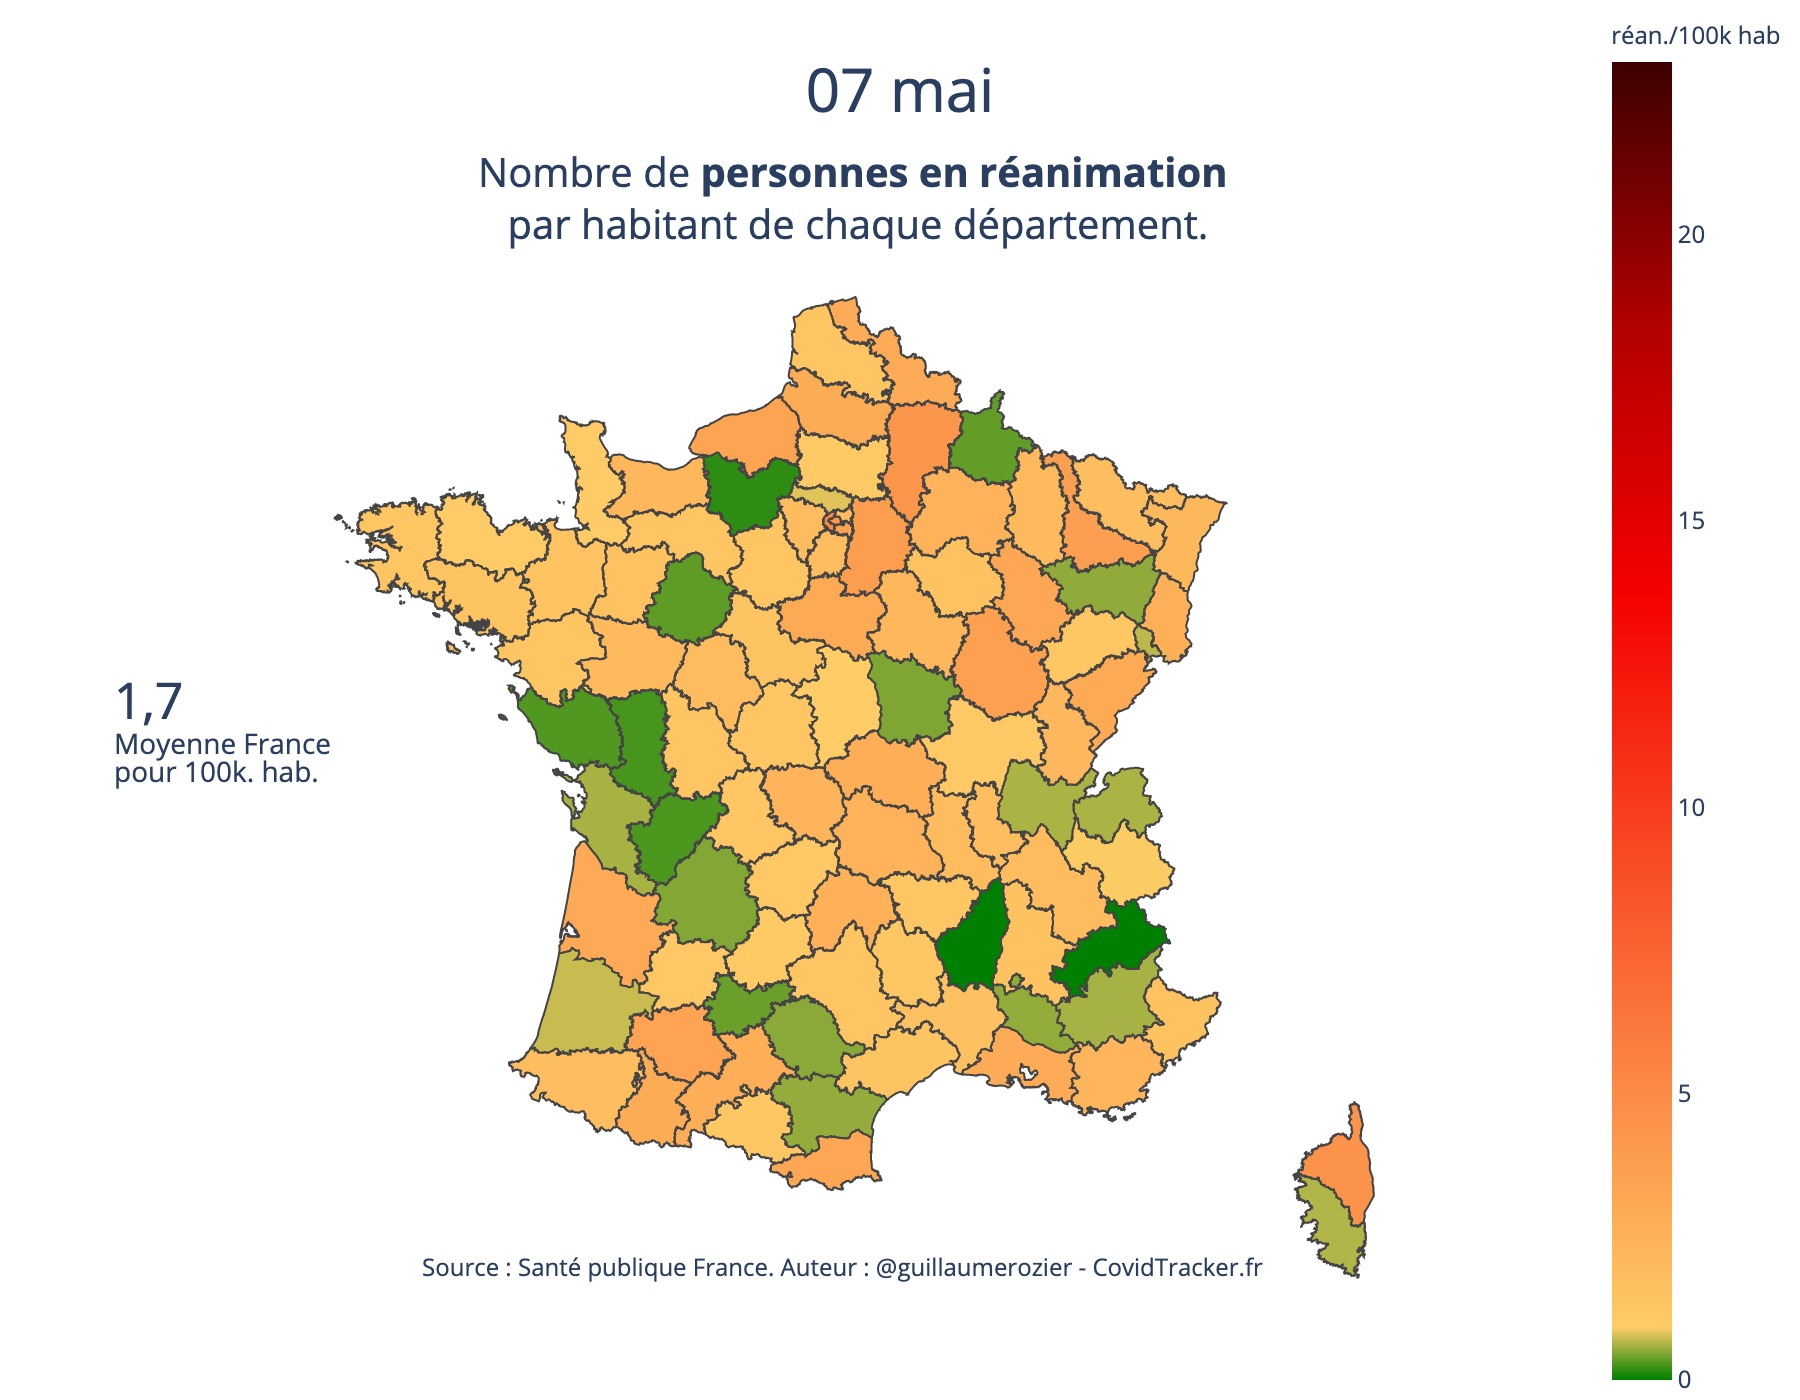 réan./100k hab
07 mai
Nombre de personnes en réanimation
par habitant de chaque département.
20
15
1,7
Moyenne France
pour 100k. hab.
10
5
Source : Santé publique France. Auteur : @guillaumerozier - CovidTracker.fr
0